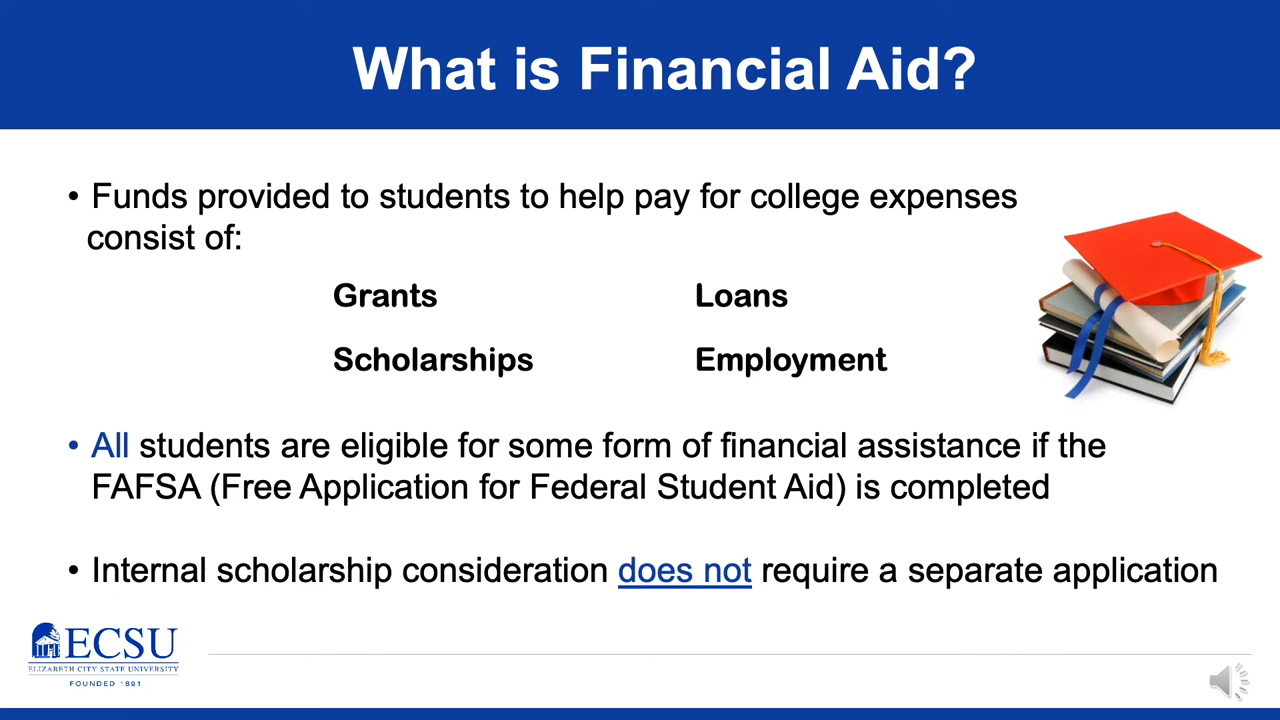 What is Financial Aid?
• Funds provided to students to help pay for college expenses
consist of:
Grants Loans
Scholarships Employment
• All students are eligible for some form of financial assistance if the
FAFSA (Free Application for Federal Student Aid) is completed
• Internal scholarship consideration does not require a separate application
ECSU
ELIZABETH CITY STATE UNIVERSITY
FOUNDED 1891